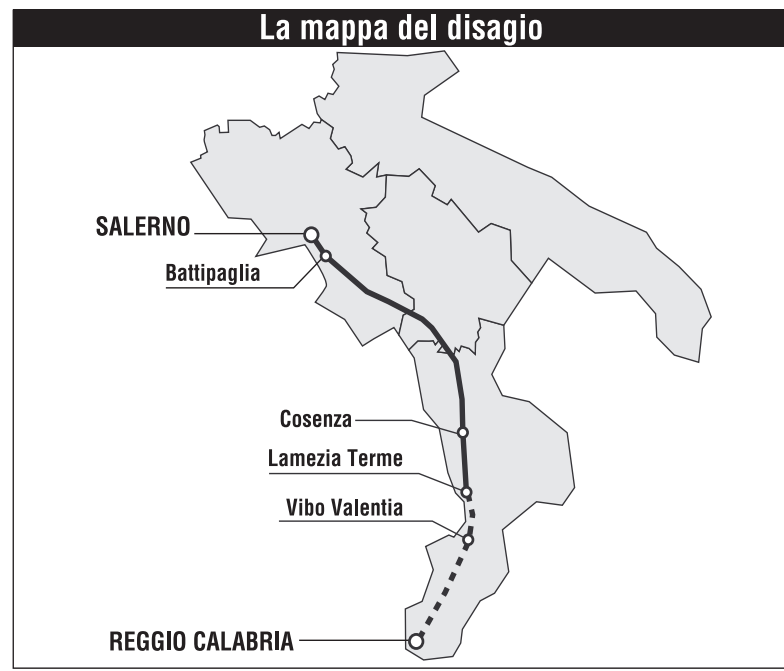 La mappa del disagio
SALERNO
Battipaglia
Cosenza
Lamezia Terme
Vibo Valentia
REGGIO CALABRIA